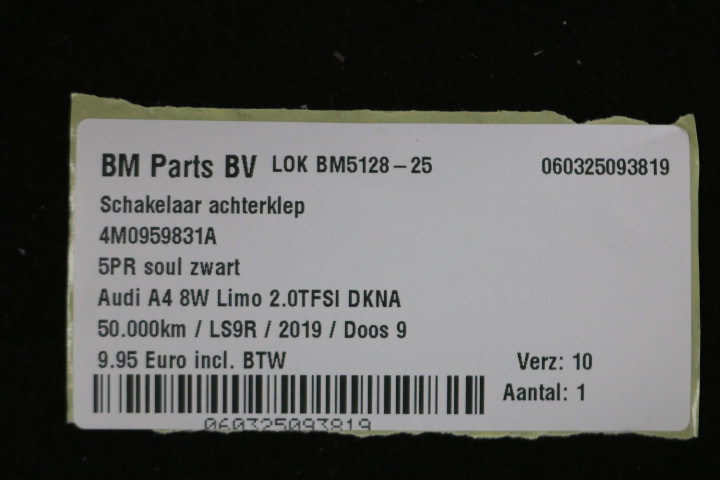 BM Parts BV LOK BM5128-25 060325093819
Schakelaar achterklep
4M0959831A
5PR soul zwart
Audi A4 8W Limo 2.0TFSI DKNA
50.000km / LS9R / 2019 / Doos 9
9.95 Euro incl. BTW Verz: 10
Aantal: 1
060325093819